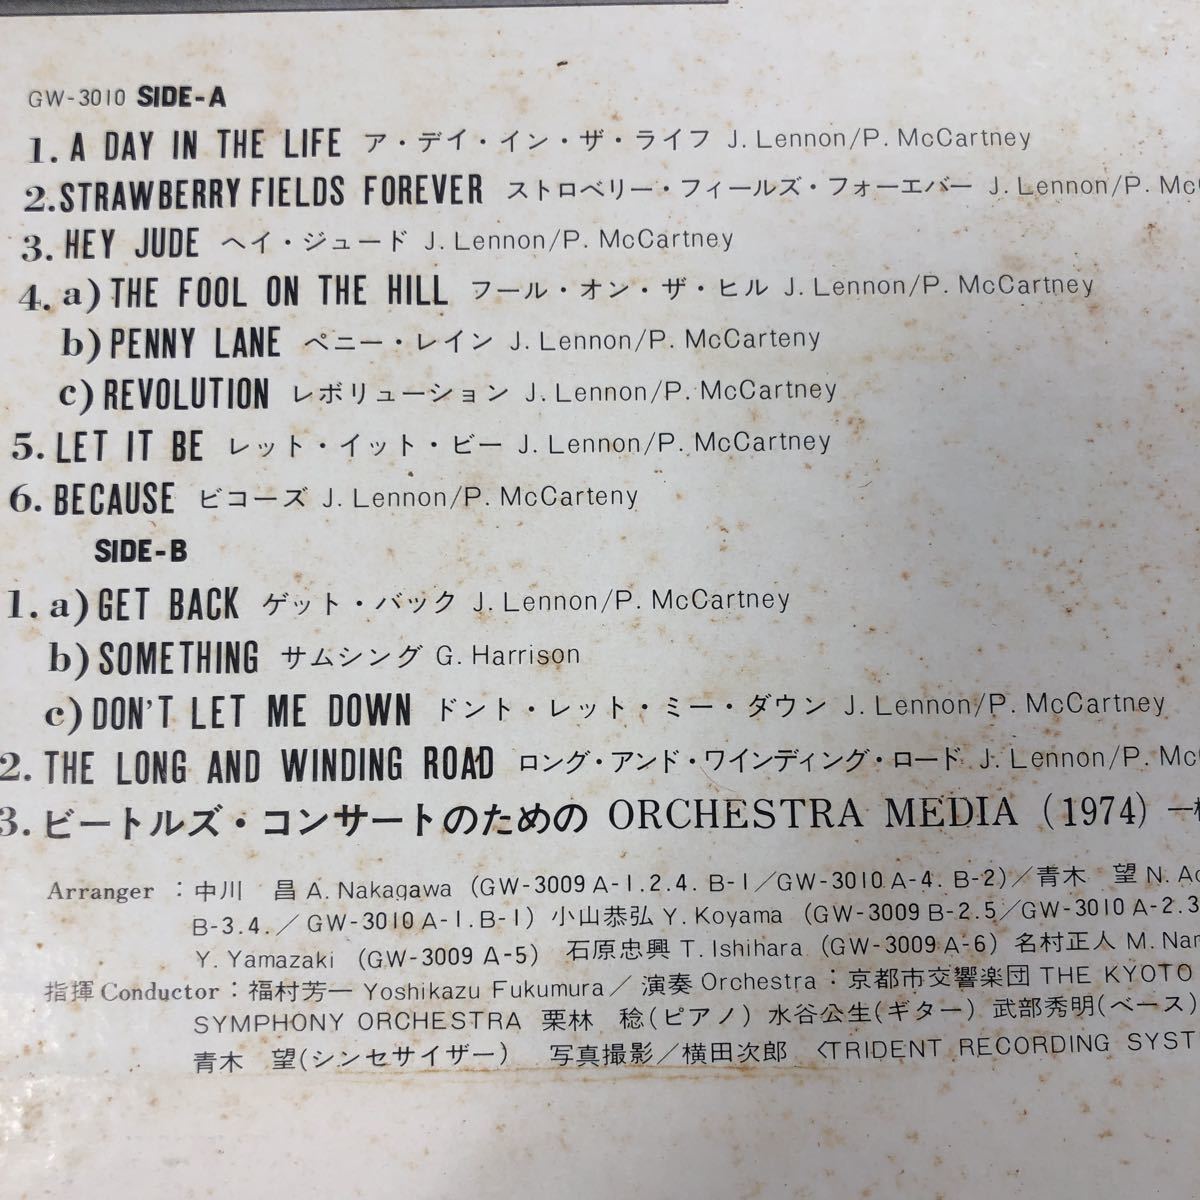 GW-3010 SIDE-A
1. A DAY IN THE LIFE ア・デイ・イン・ザ・ライフ J. Lennon/P. McCartney
2. STRAWBERRY FIELDS FOREVER ストロベリー・フィールズ・フォーエバー J. Lennon/P.
3. HEY JUDE ヘイ・ジュード J. Lennon/P. McCartney
4. a) THE FOOL ON THE HILL フール・オン・ザ・ヒル J. Lennon/P. McCartney
b) PENNY LANE ペニー・レイン J. Lennon/P. McCarteny
c) REVOLUTION レボリューション J. Lennon/P. McCartney
5. LET IT BE レット・イット・ビー J. Lennon/P. McCartney
6. BECAUSE ビコーズ J. Lennon/P. McCarteny
SIDE-B
1. a) GET BACK ゲット・バック J. Lennon/P. McCartney
b) SOMETHING サムシング G. Harrison
c) DON'T LET ME DOWN ドント・レット・ミー・ダウン J. Lennon/P. McCartney
2. THE LONG AND WINDING ROAD ロング・アンド・ワインディング・ロード J. Lennon/P.
3. ビートルズ・コンサートのための ORCHESTRA MEDIA (1974)
Arranger : 中川 昌 A. Nakagawa (GW-3009 A-1.2.4. B-1/GW-3010 A-4. B-2)/青木 望 N.
B-3.4./GW-3010 A-1.B-1) 小山恭弘 Y. Koyama (GW-3009 B-2.5/GW-3010 A-2.3
Y. Yamazaki (GW-3009 A-5) 石原忠興 T. Ishihara (GW-3009 A-6) 名村正人 M.
指揮 Conductor : 福村芳一 Yoshikazu Fukumura/演奏 Orchestra : 京都市交響楽団 THE KYOTO
SYMPHONY ORCHESTRA 栗林 稔(ピアノ) 水谷公生(ギター) 武部秀明(ベース)
青木 望(シンセサイザー) 写真撮影/横田次郎 <TRIDENT RECORDING